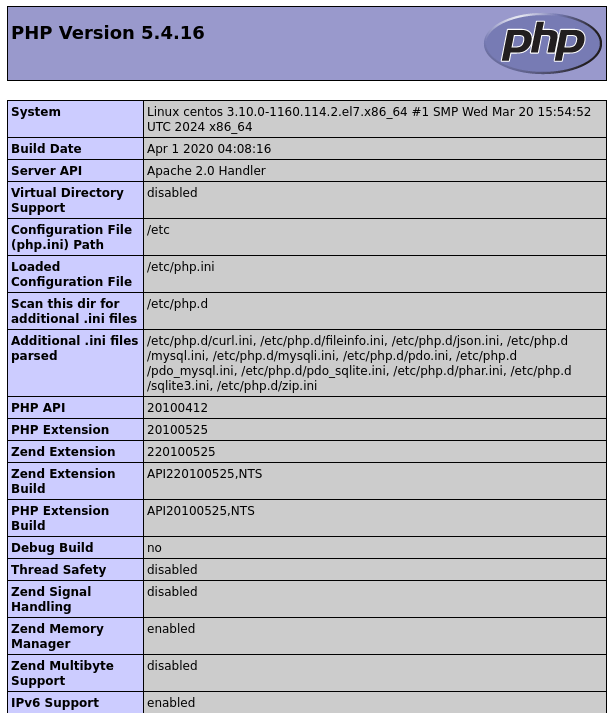 PHP Version 5.4.16
php
System
Linux centos 3.10.0-1160.114.2.el7.x86_64 #1 SMP Wed Mar 20 15:54:52
UTC 2024 x86_64
Build Date
Apr 1 2020 04:08:16
Server API
Apache 2.0 Handler
Virtual Directory
Support
disabled
Configuration File
(php.ini) Path
/etc
Loaded
Configuration File
/etc/php.ini
Scan this dir for
additional .ini files
/etc/php.d
Additional .ini files
parsed
/etc/php.d/curl.ini, /etc/php.d/fileinfo.ini, /etc/php.d/json.ini, /etc/php.d
/mysql.ini, /etc/php.d/mysqli.ini, /etc/php.d/pdo.ini, /etc/php.d
/pdo_mysql.ini, /etc/php.d/pdo_sqlite.ini, /etc/php.d/phar.ini, /etc/php.d
/sqlite3.ini, /etc/php.d/zip.ini
PHP API
20100412
PHP Extension
20100525
Zend Extension
220100525
Zend Extension
Build
API220100525,NTS
PHP Extension
Build
API20100525,NTS
Debug Build
no
Thread Safety
disabled
Zend Signal
Handling
disabled
Zend Memory
Manager
enabled
Zend Multibyte
Support
disabled
IPv6 Support
enabled